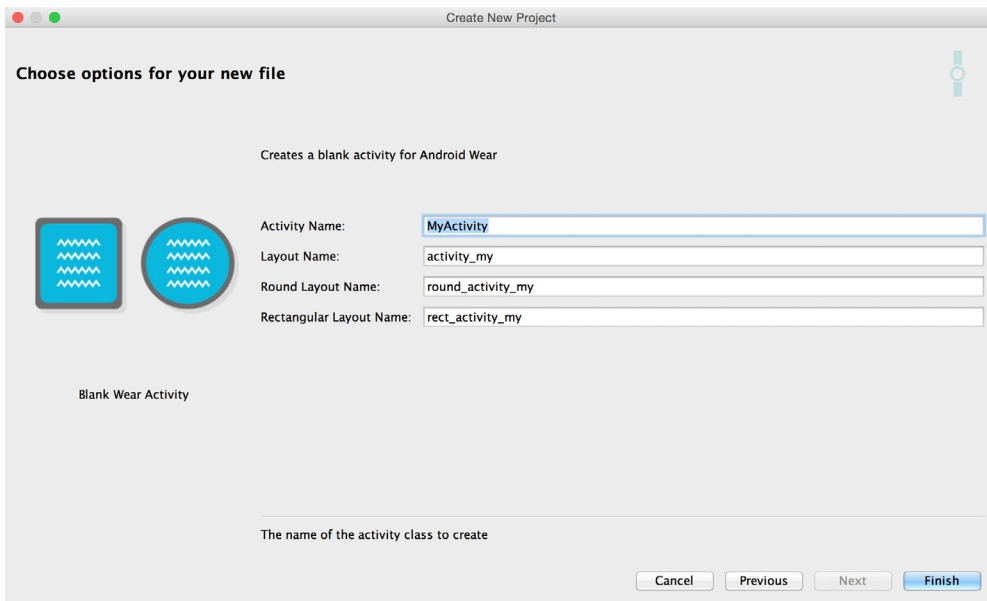 Create New Project
Choose options for your new file
Creates a blank activity for Android Wear
Activity Name: MyActivity
Layout Name: activity_my
Round Layout Name: round_activity_my
Rectangular Layout Name: rect_activity_my
Blank Wear Activity
The name of the activity class to create
Cancel Previous Next Finish